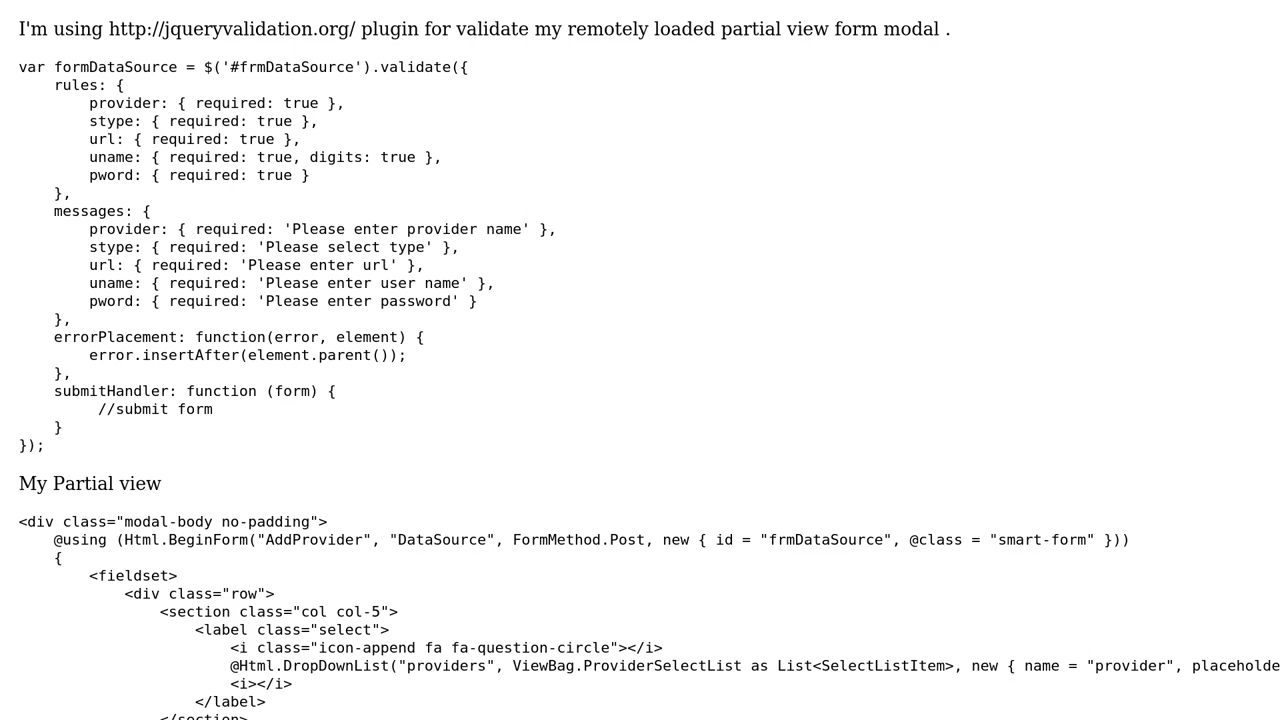 I'm using http://jqueryvalidation.org/ plugin for validate my remotely loaded partial view form modal .
var formDataSource = $('#frmDataSource').validate({
    rules: {
        provider: { required: true },
        stype: { required: true },
        url: { required: true },
        uname: { required: true, digits: true },
        pword: { required: true }
    },
    messages: {
        provider: { required: 'Please enter provider name' },
        stype: { required: 'Please select type' },
        url: { required: 'Please enter url' },
        uname: { required: 'Please enter user name' },
        pword: { required: 'Please enter password' }
    },
    errorPlacement: function(error, element) {
        error.insertAfter(element.parent());
    },
    submitHandler: function (form) {
         //submit form
    }
});
My Partial view
<div class="modal-body no-padding">
    @using (Html.BeginForm("AddProvider", "DataSource", FormMethod.Post, new { id = "frmDataSource", @class = "smart-form" }))
    {
        <fieldset>
            <div class="row">
                <section class="col col-5">
                    <label class="select">
                        <i class="icon-append fa fa-question-circle"></i>
                        @Html.DropDownList("providers", ViewBag.ProviderSelectList as List<SelectListItem>, new { name = "provider", placeholde
                        <i></i>
                    </label>
                </section>